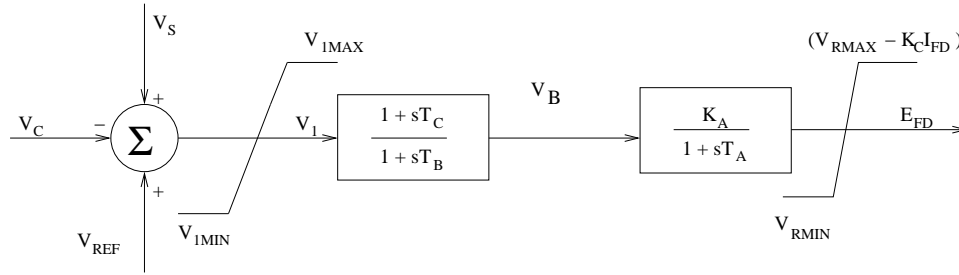 V_S
V_1MAX
(V_RMAX – K_C I_FD)
+
V_C
–
Σ
V_1
1 + sT_C
1 + sT_B
V_B
K_A
1 + sT_A
E_FD
+
V_REF
V_1MIN
V_RMIN